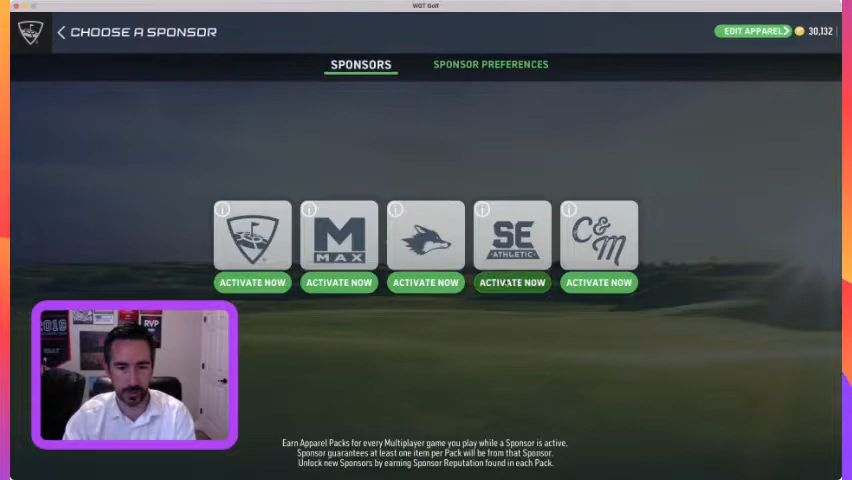 WGT Golf
CHOOSE A SPONSOR
EDIT APPAREL
30,132
SPONSORS
SPONSOR PREFERENCES
M
MAX
SE
ATHLETIC
C&M
ACTIVATE NOW
ACTIVATE NOW
ACTIVATE NOW
ACTIVATE NOW
ACTIVATE NOW
2019
RVP
Earn Apparel Packs for every Multiplayer game you play while a Sponsor is active.
Sponsor guarantees at least one item per Pack will be from that Sponsor.
Unlock new Sponsors by earning Sponsor Reputation found in each Pack.